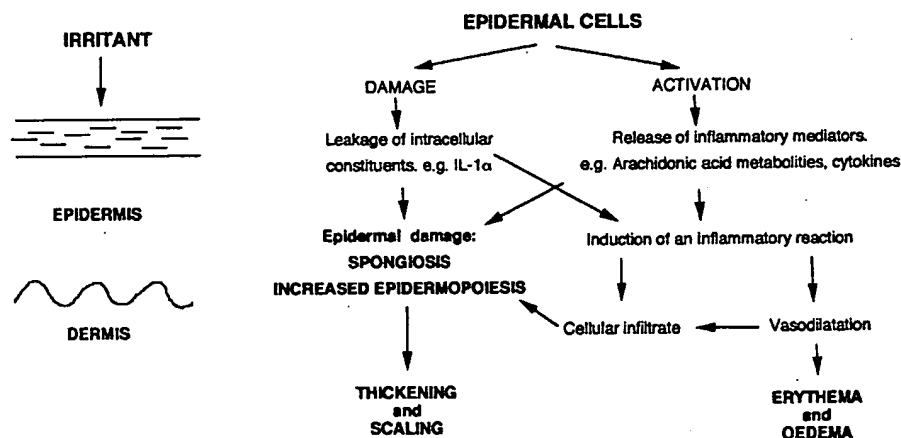 IRRITANT
EPIDERMIS
DERMIS
EPIDERMAL CELLS
DAMAGE
ACTIVATION
Leakage of intracellular
constituents. e.g. IL-1α
Release of inflammatory mediators.
e.g. Arachidonic acid metabolities, cytokines
Epidermal damage:
SPONGIOSIS
INCREASED EPIDERMOPOIESIS
Induction of an inflammatory reaction
Cellular infiltrate
Vasodilatation
THICKENING
and
SCALING
ERYTHEMA
and
OEDEMA